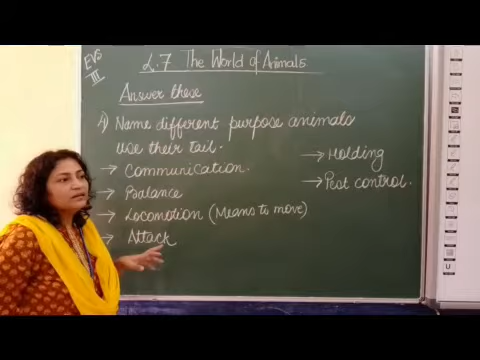 EVS
III
L.7 The World of Animals
Answer these
4) Name different purpose animals
use their tail.
→ Communication.
→ Balance
→ Locomotion (Means to move)
→ Attack
→ Holding
→ Pest control.